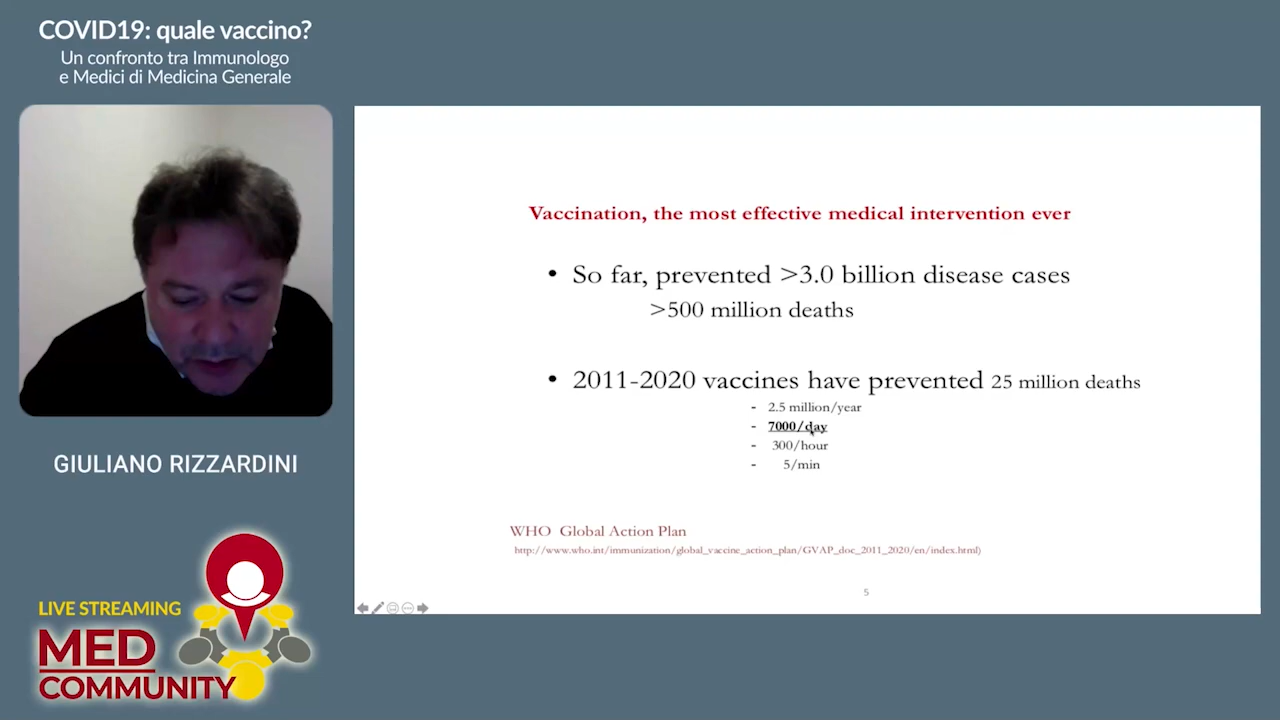 COVID19: quale vaccino?
Un confronto tra Immunologo
e Medici di Medicina Generale
GIULIANO RIZZARDINI
LIVE STREAMING
MED
COMMUNITY
Vaccination, the most effective medical intervention ever
• So far, prevented >3.0 billion disease cases
>500 million deaths
• 2011-2020 vaccines have prevented 25 million deaths
- 2.5 million/year
- 7000/day
- 300/hour
- 5/min
WHO Global Action Plan
http://www.who.int/immunization/global_vaccine_action_plan/GVAP_doc_2011_2020/en/index.html)
5